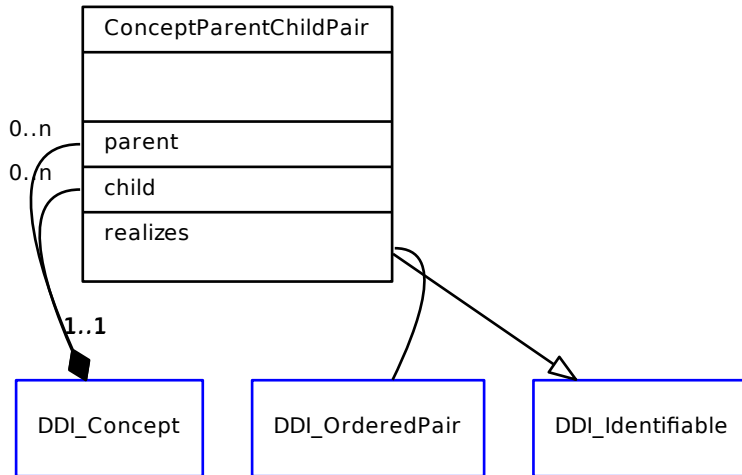 ConceptParentChildPair
0..n
parent
0..n
child
realizes
1..1
DDI_Concept
DDI_OrderedPair
DDI_Identifiable